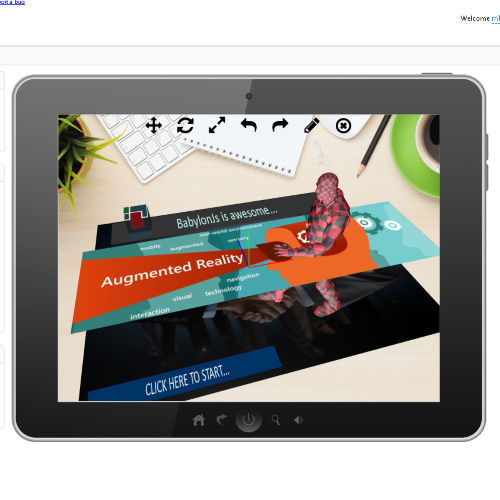 ort a bug
Welcome
BabylonJs is awesome...
real-world environment
mobile augmented sensory
Augmented Reality
navigation
visual technology
interaction
CLICK HERE TO START...